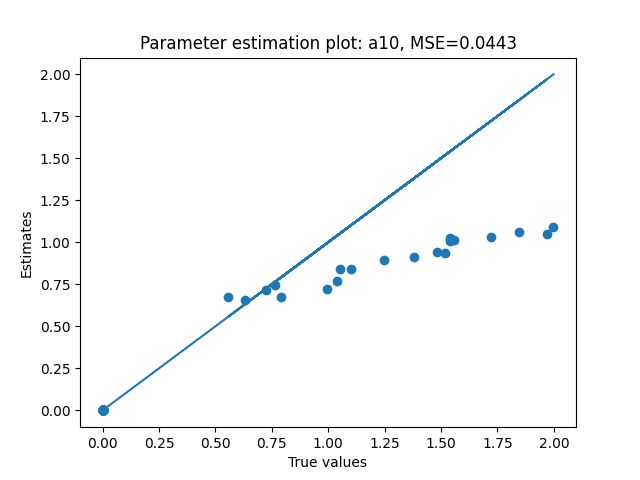 Parameter estimation plot: a10, MSE=0.0443
2.00
1.75
1.50
1.25
1.00
0.75
0.50
0.25
0.00
Estimates
0.00 0.25 0.50 0.75 1.00 1.25 1.50 1.75 2.00
True values